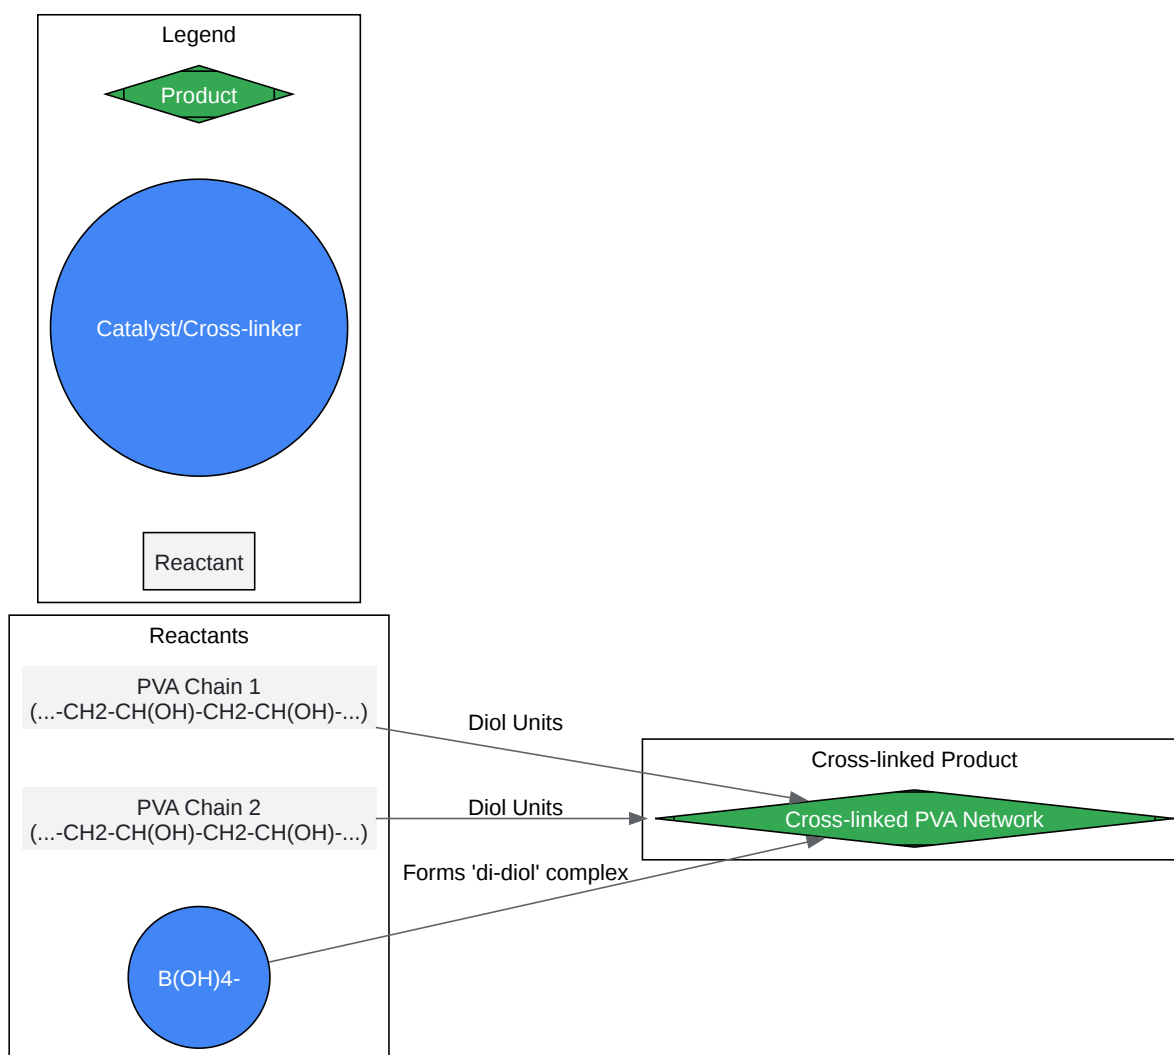 Legend
Product
Catalyst/Cross-linker
Reactant
Reactants
PVA Chain 1
(...-CH2-CH(OH)-CH2-CH(OH)-...)
Diol Units
Cross-linked Product
PVA Chain 2
(...-CH2-CH(OH)-CH2-CH(OH)-...)
Diol Units
Cross-linked PVA Network
Forms 'di-diol' complex
B(OH)4-